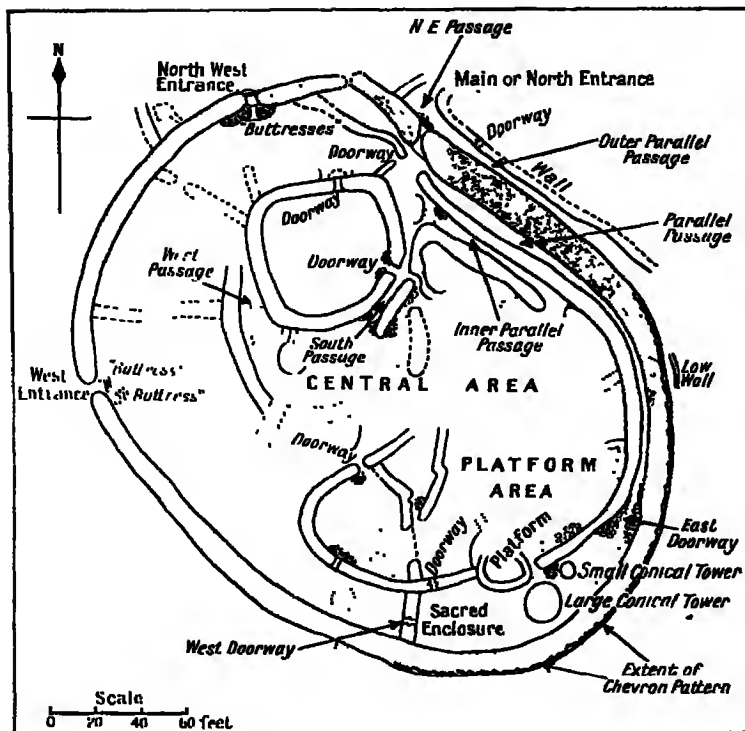 N E Passage
N
North West
Entrance
Main or North Entrance
"Buttresses"
Doorway
Outer Parallel
Passage
Wall
Doorway
Doorway
Parallel
Passage
West
Passage
Doorway
South
Passage
Inner Parallel
Passage
CENTRAL AREA
Low
Wall
West
Entrance
"Buttress"
"Buttress"
Doorway
PLATFORM
AREA
East
Doorway
Platform
Doorway
Small Conical Tower
Large Conical Tower
Sacred
Enclosure
West Doorway
Extent of
Chevron Pattern
Scale
0 20 40 60 feet